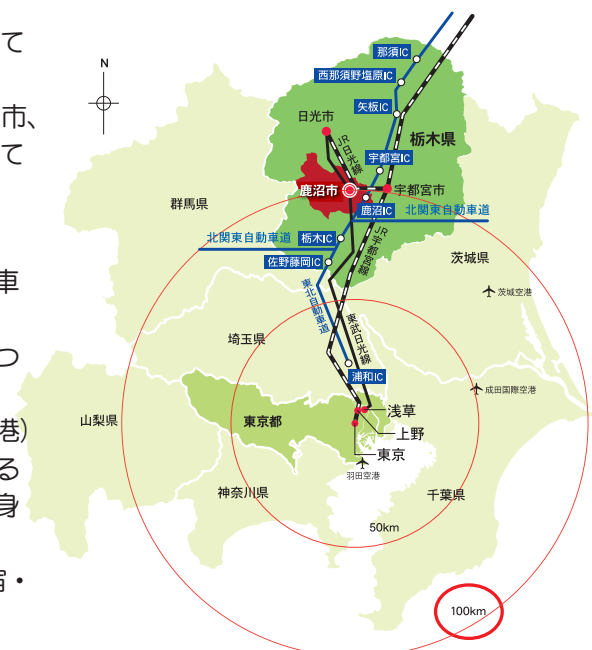 て
市、
て
車
つ
港)
る
身
・
N
那須IC
西那須野塩原IC
矢板IC
日光市
栃木県
JR日光線
宇都宮IC
鹿沼市
宇都宮市
群馬県
鹿沼IC
北関東自動車道
北関東自動車道
栃木IC
JR宇都宮線
佐野藤岡IC
茨城県
東北自動車道
茨城空港
東武日光線
埼玉県
浦和IC
成田国際空港
山梨県
東京都
浅草
上野
東京
羽田空港
神奈川県
千葉県
50km
100km